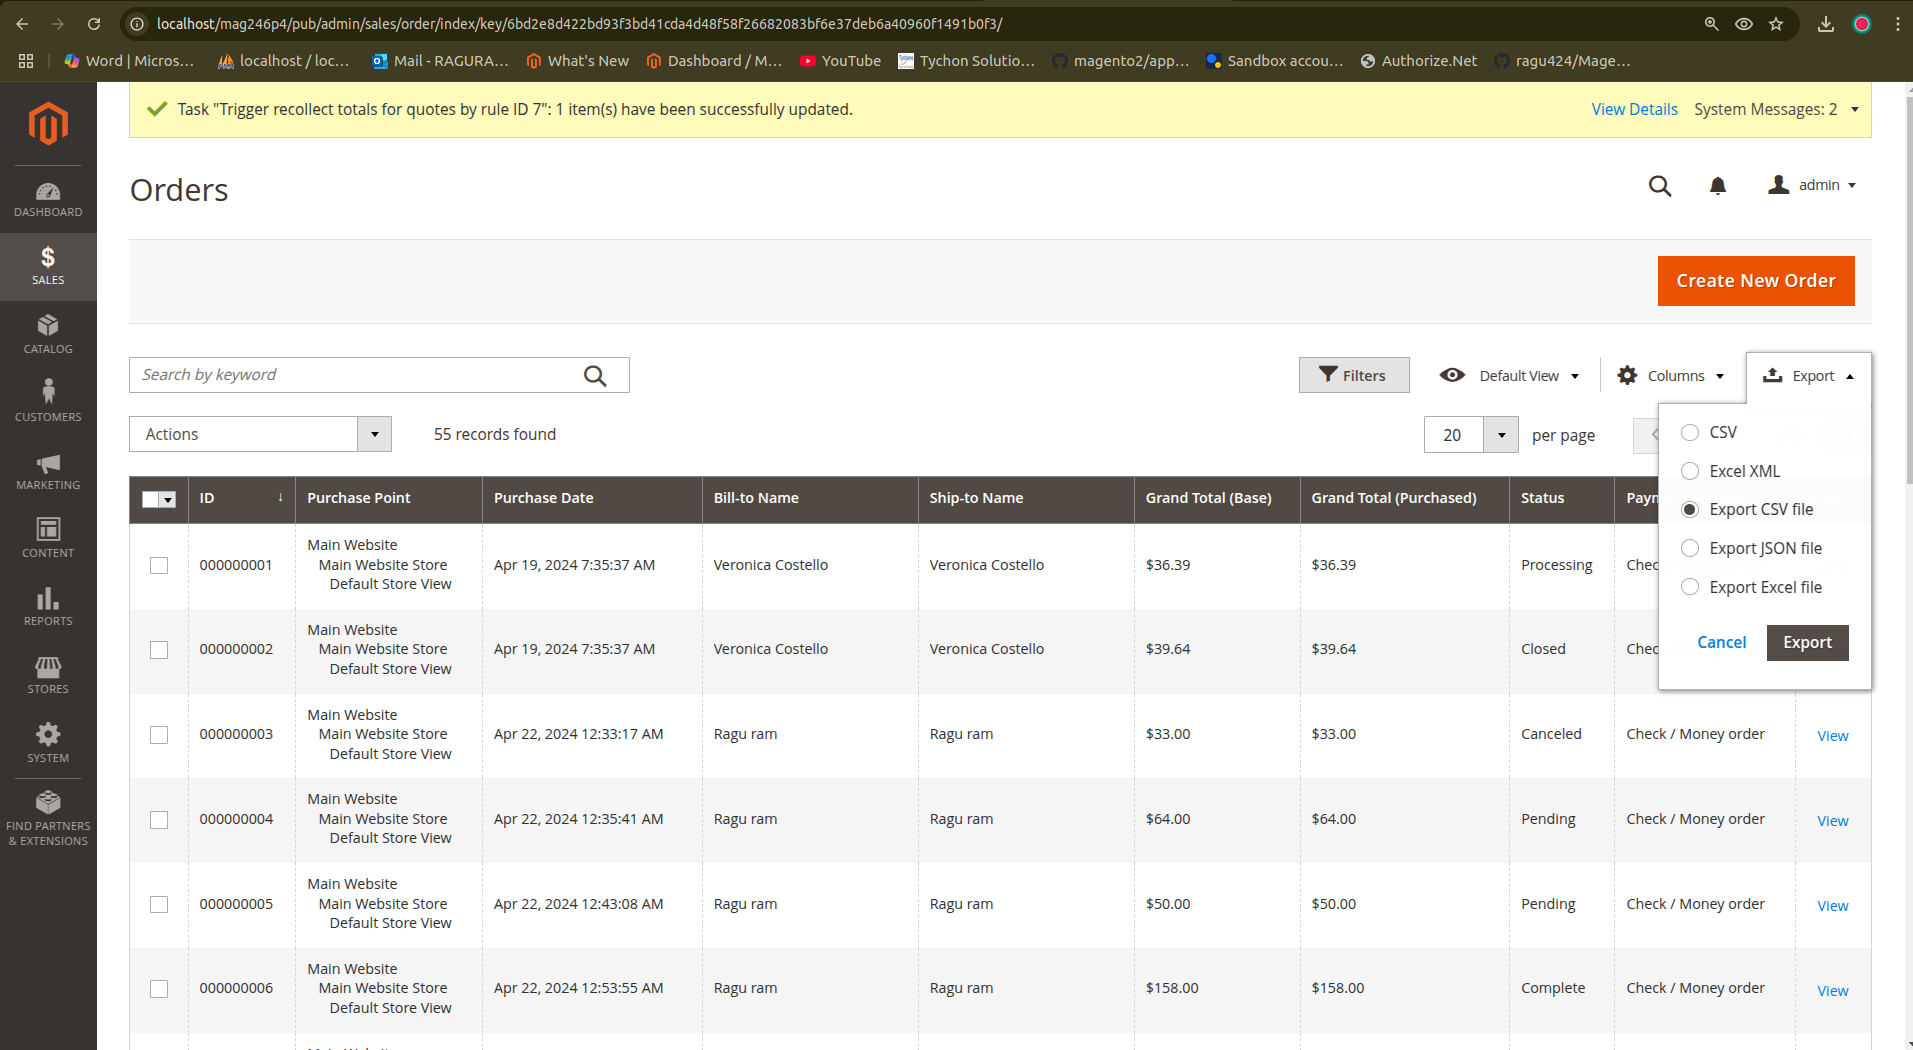 localhost/mag246p4/pub/admin/sales/order/index/key/6bd2e8d422bd93f3bd41cda4d48f58f26682083bf6e37deb6a40960f1491b0f3/
Word | Micros... localhost / loc... Mail - RAGURA... What's New Dashboard / M... YouTube Tychon Solutio... magento2/app... Sandbox accou... Authorize.Net ragu424/Mage...
Task "Trigger recollect totals for quotes by rule ID 7": 1 item(s) have been successfully updated. View Details System Messages: 2
Orders
admin
DASHBOARD
$
SALES
CATALOG
CUSTOMERS
MARKETING
CONTENT
REPORTS
STORES
SYSTEM
FIND PARTNERS
& EXTENSIONS
Create New Order
Search by keyword
Filters Default View Columns Export
Actions 55 records found 20 per page
CSV
Excel XML
Export CSV file
Export JSON file
Export Excel file
Cancel Export
ID ↓ Purchase Point Purchase Date Bill-to Name Ship-to Name Grand Total (Base) Grand Total (Purchased) Status
Main Website
Main Website Store
Default Store View
000000001 Apr 19, 2024 7:35:37 AM Veronica Costello Veronica Costello $36.39 $36.39 Processing
Main Website
Main Website Store
Default Store View
000000002 Apr 19, 2024 7:35:37 AM Veronica Costello Veronica Costello $39.64 $39.64 Closed
Main Website
Main Website Store
Default Store View
000000003 Apr 22, 2024 12:33:17 AM Ragu ram Ragu ram $33.00 $33.00 Canceled Check / Money order View
Main Website
Main Website Store
Default Store View
000000004 Apr 22, 2024 12:35:41 AM Ragu ram Ragu ram $64.00 $64.00 Pending Check / Money order View
Main Website
Main Website Store
Default Store View
000000005 Apr 22, 2024 12:43:08 AM Ragu ram Ragu ram $50.00 $50.00 Pending Check / Money order View
Main Website
Main Website Store
Default Store View
000000006 Apr 22, 2024 12:53:55 AM Ragu ram Ragu ram $158.00 $158.00 Complete Check / Money order View